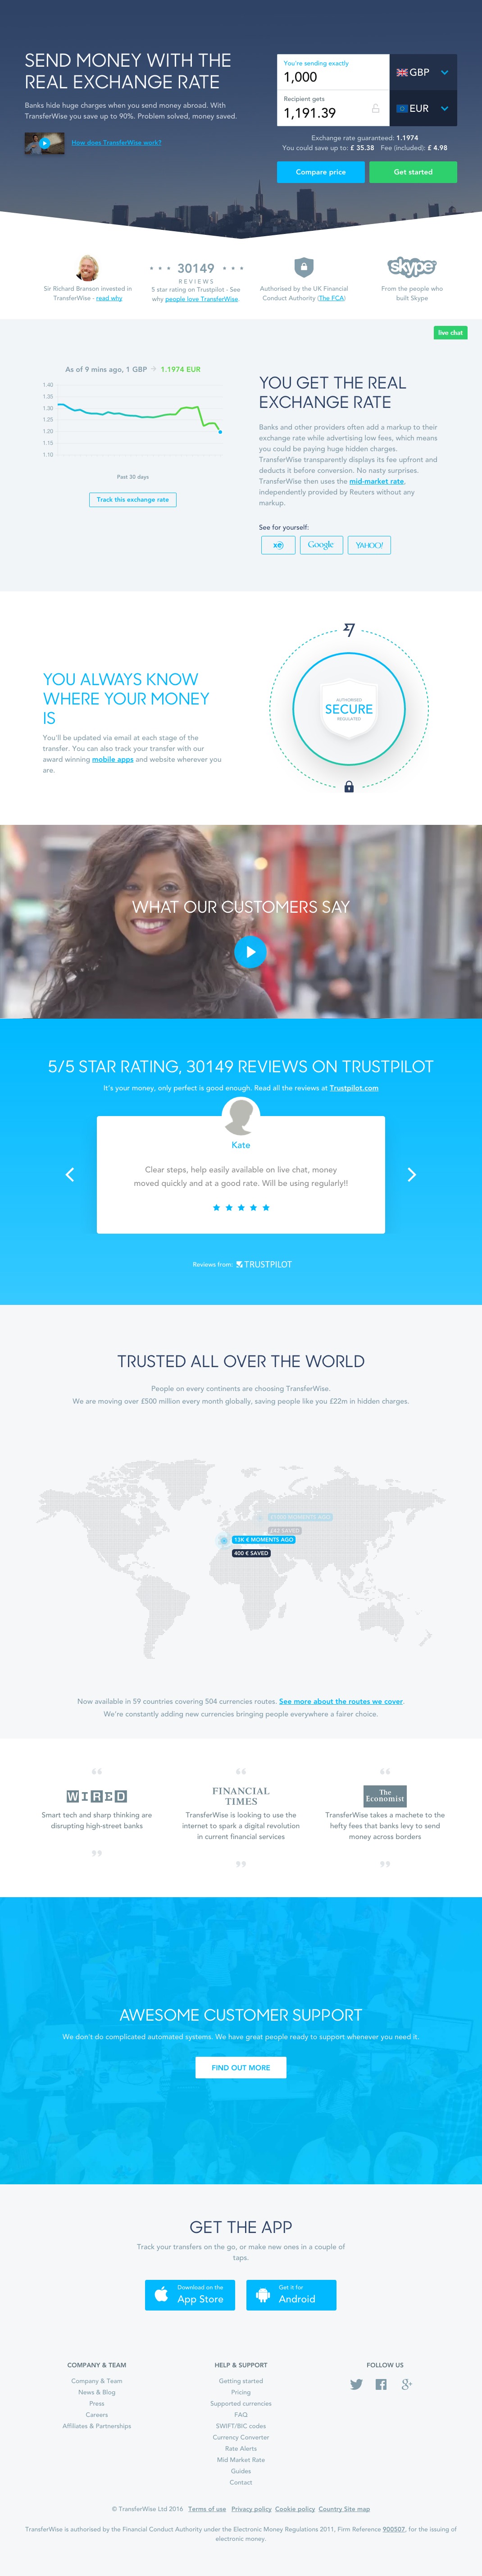 SEND MONEY WITH THE
REAL EXCHANGE RATE
Banks hide huge charges when you send money abroad. With
TransferWise you save up to 90%. Problem solved, money saved.
How does TransferWise work?
You're sending exactly
1,000
GBP
Recipient gets
1,191.39
EUR
Exchange rate guaranteed: 1.1974
You could save up to: £ 35.38 Fee (included): £ 4.98
Compare price
Get started
Sir Richard Branson invested in
TransferWise - read why
30149
REVIEWS
5 star rating on Trustpilot - See
why people love TransferWise
Authorised by the UK Financial
Conduct Authority (The FCA)
skype
From the people who
built Skype
live chat
As of 9 mins ago, 1 GBP → 1.1974 EUR
1.40
1.35
1.30
1.25
1.20
1.15
1.10
Past 30 days
Track this exchange rate
YOU GET THE REAL
EXCHANGE RATE
Banks and other providers often add a markup to their
exchange rate while advertising low fees, which means
you could be paying huge hidden charges.
TransferWise transparently displays its fee upfront and
deducts it before conversion. No nasty surprises.
TransferWise then uses the mid-market rate,
independently provided by Reuters without any
markup.
See for yourself:
xe
Google
YAHOO!
YOU ALWAYS KNOW
WHERE YOUR MONEY
IS
You'll be updated via email at each stage of the
transfer. You can also track your transfer with our
award winning mobile apps and website wherever you
are.
AUTHORISED
SECURE
REGULATED
WHAT OUR CUSTOMERS SAY
5/5 STAR RATING, 30149 REVIEWS ON TRUSTPILOT
It's your money, only perfect is good enough. Read all the reviews at Trustpilot.com
Kate
Clear steps, help easily available on live chat, money
moved quickly and at a good rate. Will be using regularly!!
Reviews from: TRUSTPILOT
TRUSTED ALL OVER THE WORLD
People on every continents are choosing TransferWise.
We are moving over £500 million every month globally, saving people like you £22m in hidden charges.
MOMENTS AGO
SAVED
13K € MOMENTS AGO
400 € SAVED
Now available in 59 countries covering 504 currencies routes. See more about the routes we cover.
We're constantly adding new currencies bringing people everywhere a fairer choice.
WIRED
Smart tech and sharp thinking are
disrupting high-street banks
FINANCIAL
TIMES
TransferWise is looking to use the
internet to spark a digital revolution
in current financial services
The
Economist
TransferWise takes a machete to the
hefty fees that banks levy to send
money across borders
AWESOME CUSTOMER SUPPORT
We don't do complicated automated systems. We have great people ready to support whenever you need it.
FIND OUT MORE
GET THE APP
Track your transfers on the go, or make new ones in a couple of
taps.
Download on the
App Store
Get it for
Android
COMPANY & TEAM
Company & Team
News & Blog
Press
Careers
Affiliates & Partnerships
HELP & SUPPORT
Getting started
Pricing
Supported currencies
FAQ
SWIFT/BIC codes
Currency Converter
Rate Alerts
Mid Market Rate
Guides
Contact
FOLLOW US
© TransferWise Ltd 2016 Terms of use Privacy policy Cookie policy Country Site map
TransferWise is authorised by the Financial Conduct Authority under the Electronic Money Regulations 2011, Firm Reference 900507, for the issuing of
electronic money.